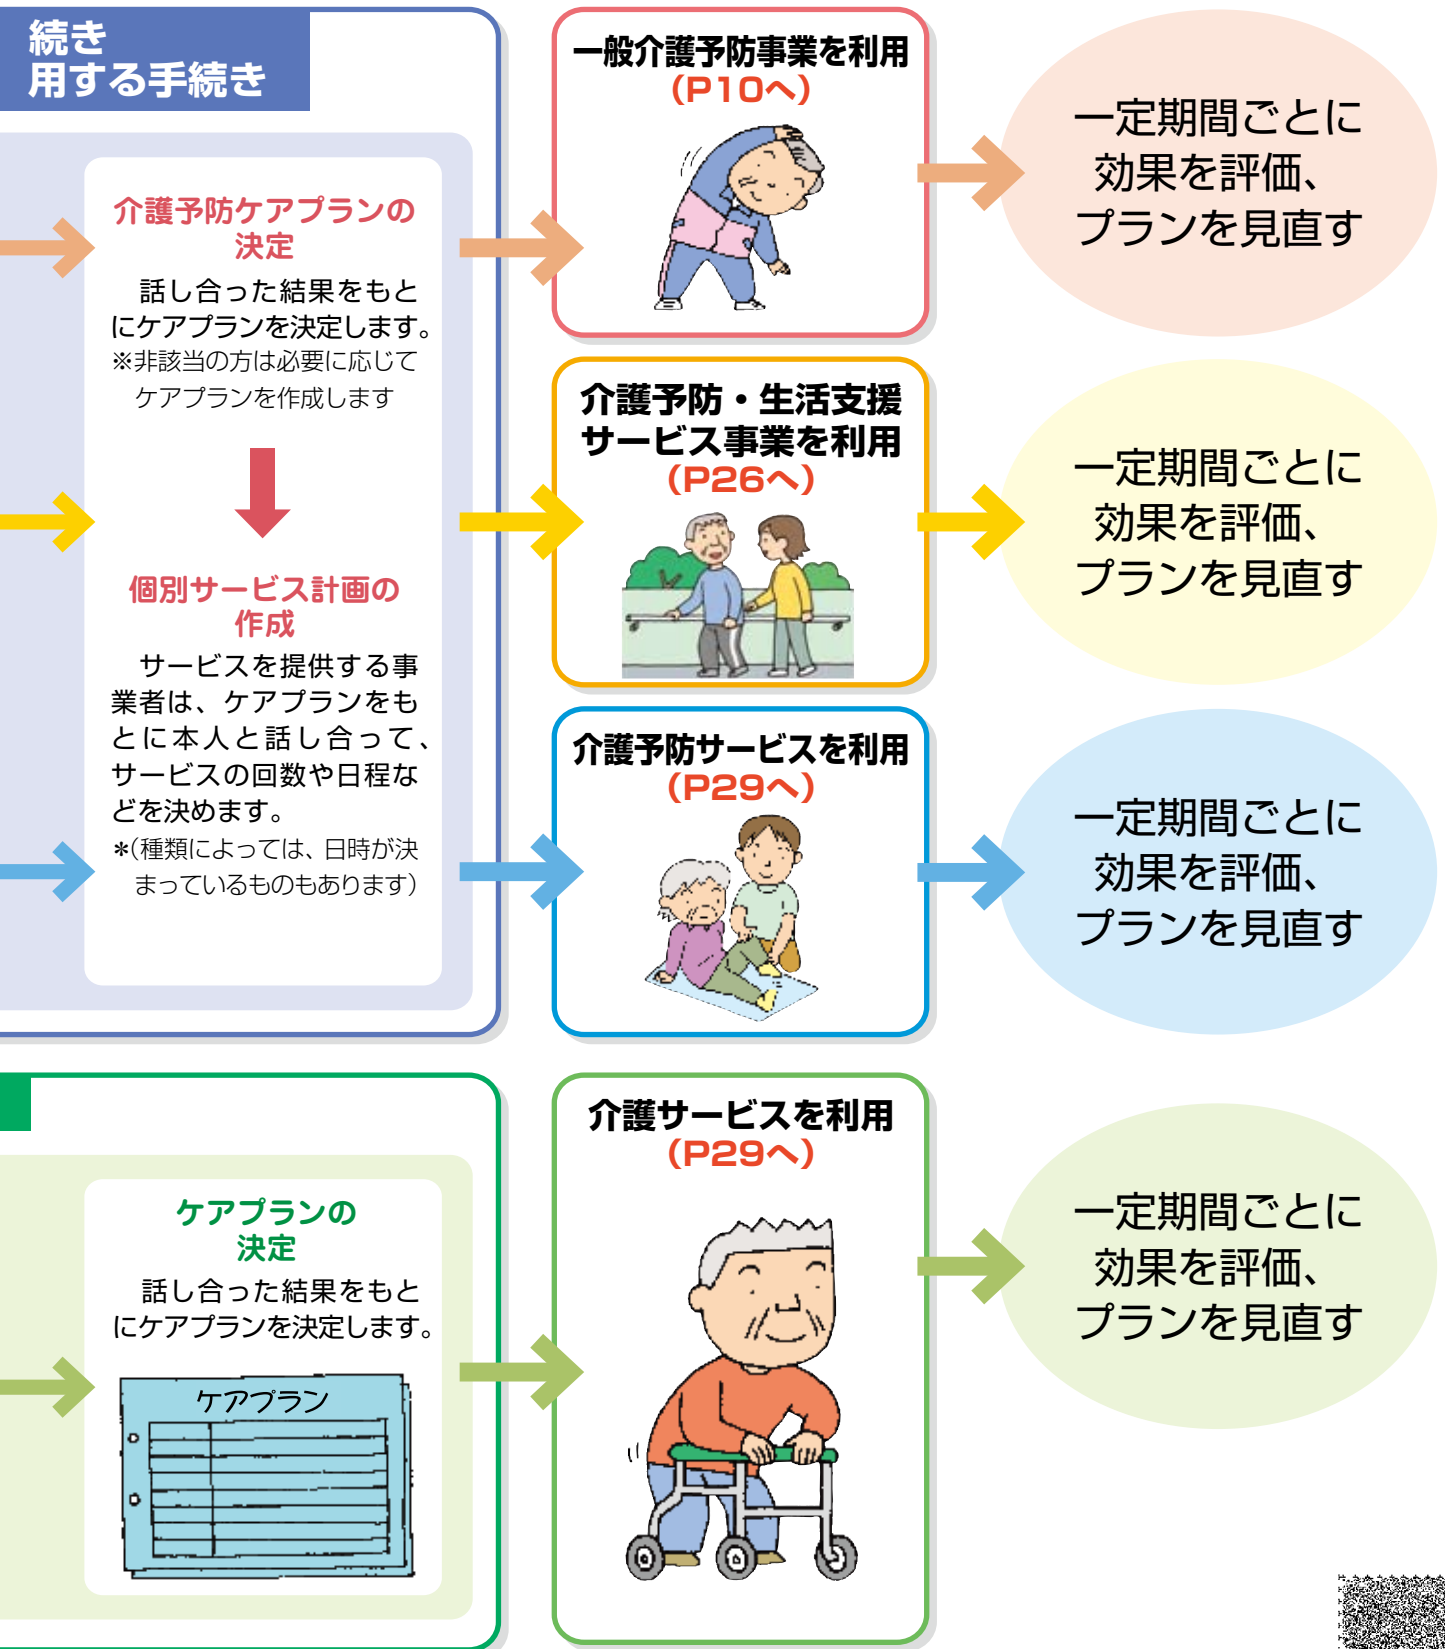 続き
用する手続き
介護予防ケアプランの
決定
話し合った結果をもと
にケアプランを決定します。
※非該当の方は必要に応じて
ケアプランを作成します
個別サービス計画の
作成
サービスを提供する事
業者は、ケアプランをも
とに本人と話し合って、
サービスの回数や日程な
どを決めます。
*(種類によっては、日時が決
まっているものもあります)
一般介護予防事業を利用
(P10へ)
一定期間ごとに
効果を評価、
プランを見直す
介護予防・生活支援
サービス事業を利用
(P26へ)
一定期間ごとに
効果を評価、
プランを見直す
介護予防サービスを利用
(P29へ)
一定期間ごとに
効果を評価、
プランを見直す
ケアプランの
決定
話し合った結果をもと
にケアプランを決定します。
ケアプラン
介護サービスを利用
(P29へ)
一定期間ごとに
効果を評価、
プランを見直す